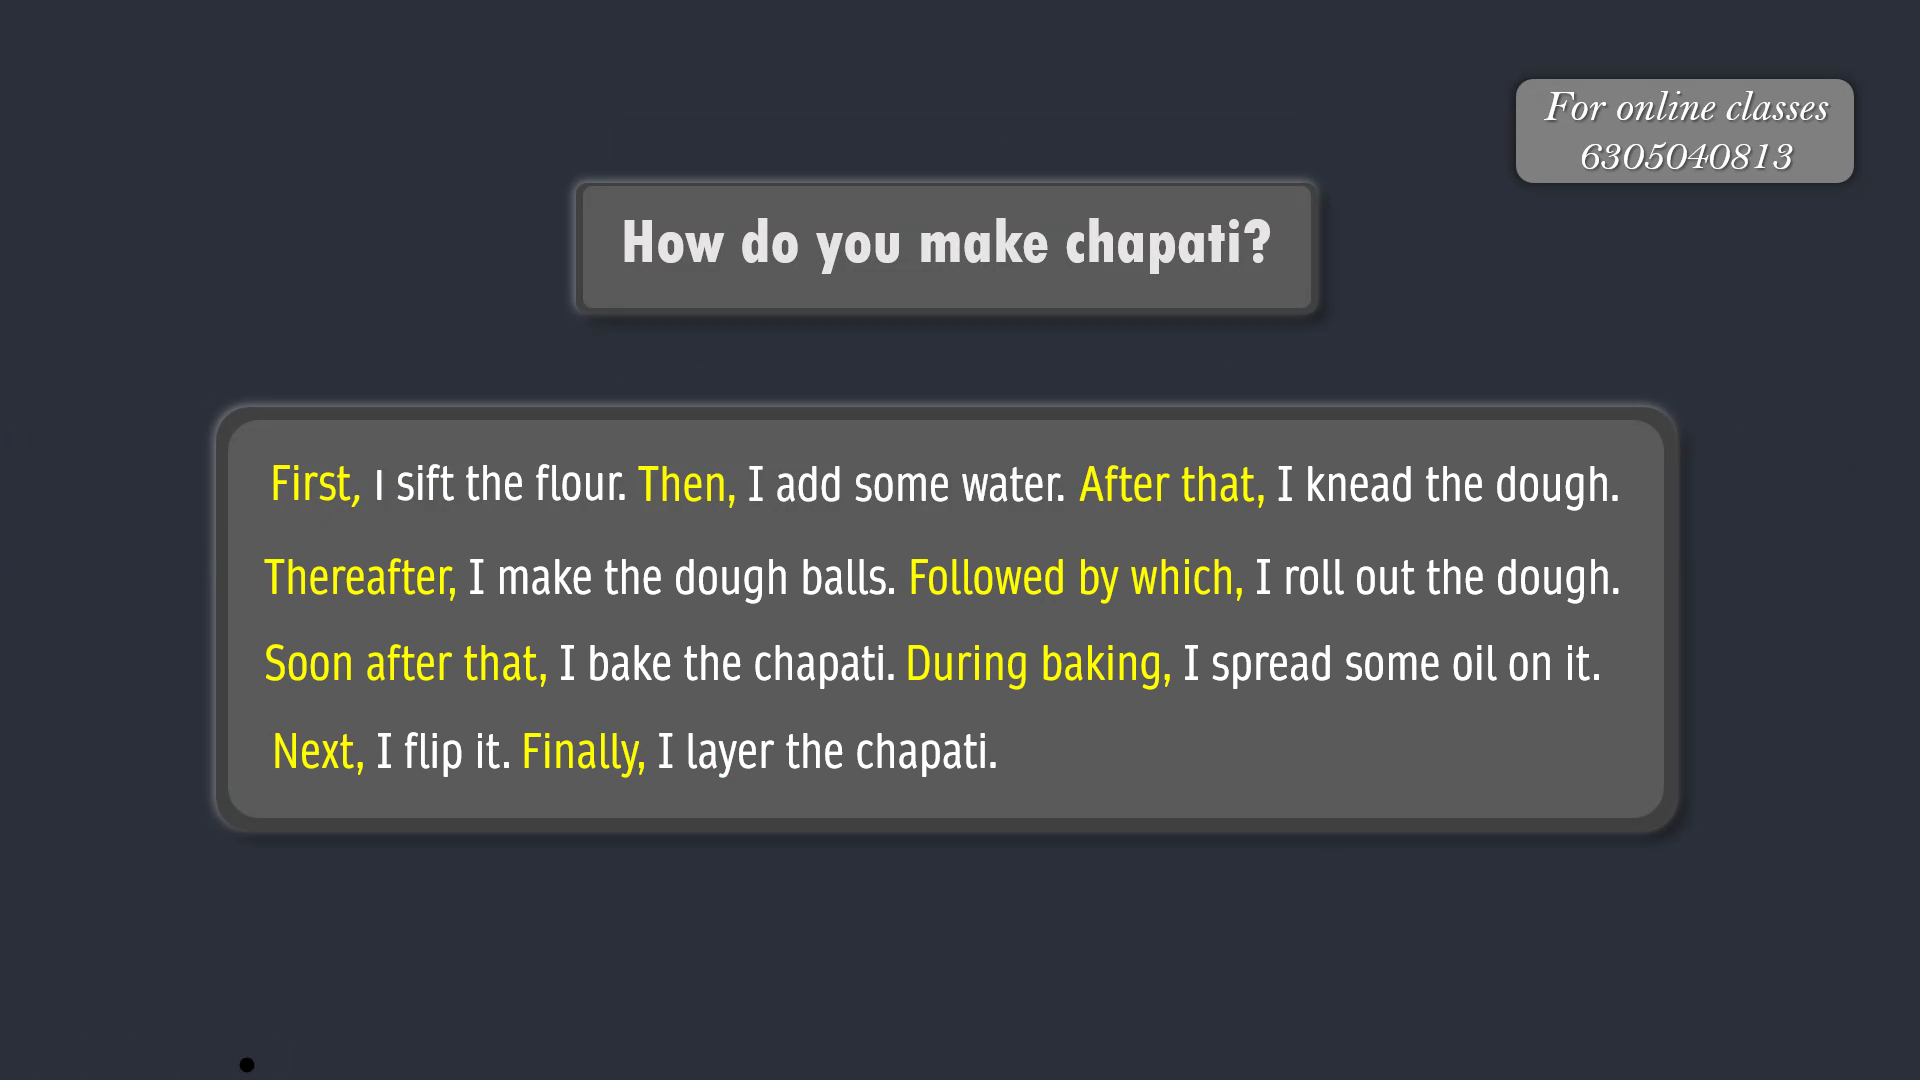 For online classes
6305040813
How do you make chapati?
First, I sift the flour. Then, I add some water. After that, I knead the dough.
Thereafter, I make the dough balls. Followed by which, I roll out the dough.
Soon after that, I bake the chapati. During baking, I spread some oil on it.
Next, I flip it. Finally, I layer the chapati.